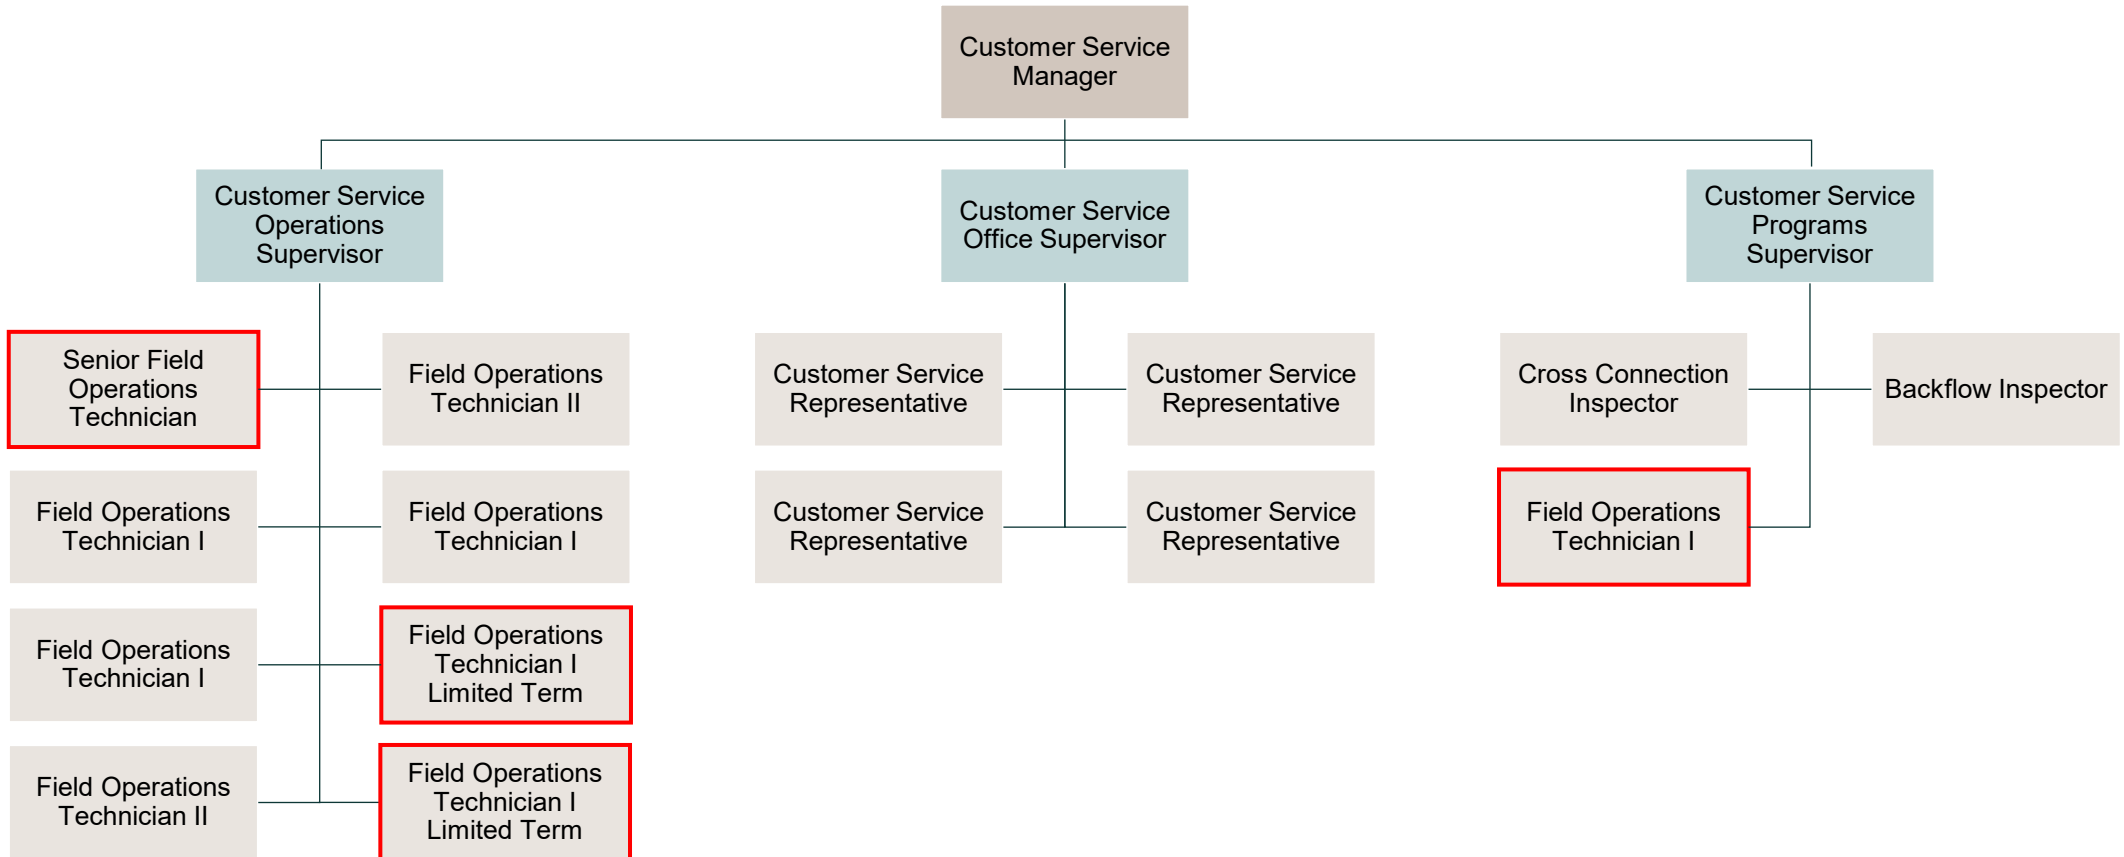 Customer Service
Manager
Customer Service
Operations
Supervisor
Customer Service
Office Supervisor
Customer Service
Programs
Supervisor
Senior Field
Operations
Technician
Field Operations
Technician II
Customer Service
Representative
Customer Service
Representative
Cross Connection
Inspector
Backflow Inspector
Field Operations
Technician I
Field Operations
Technician I
Customer Service
Representative
Customer Service
Representative
Field Operations
Technician I
Field Operations
Technician I
Field Operations
Technician I
Limited Term
Field Operations
Technician II
Field Operations
Technician I
Limited Term